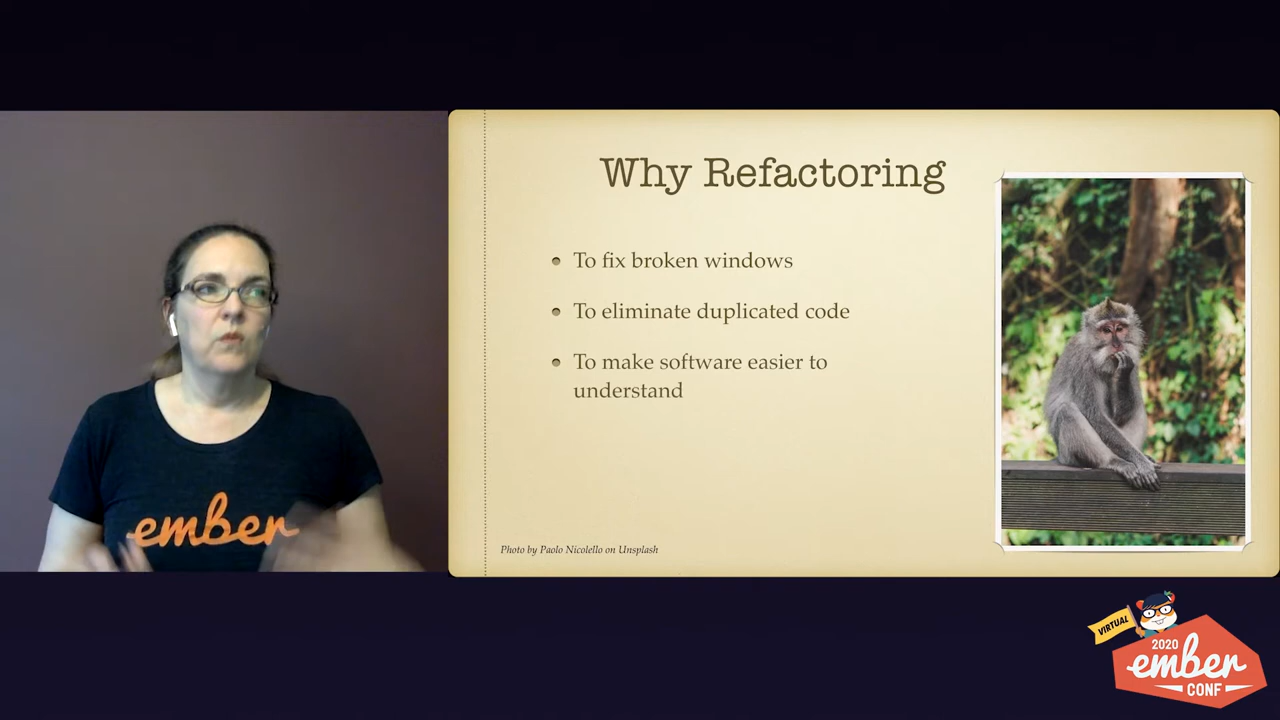 Why Refactoring
To fix broken windows
To eliminate duplicated code
To make software easier to
understand
Photo by Paolo Nicolello on Unsplash
ember
VIRTUAL
2020
ember
CONF